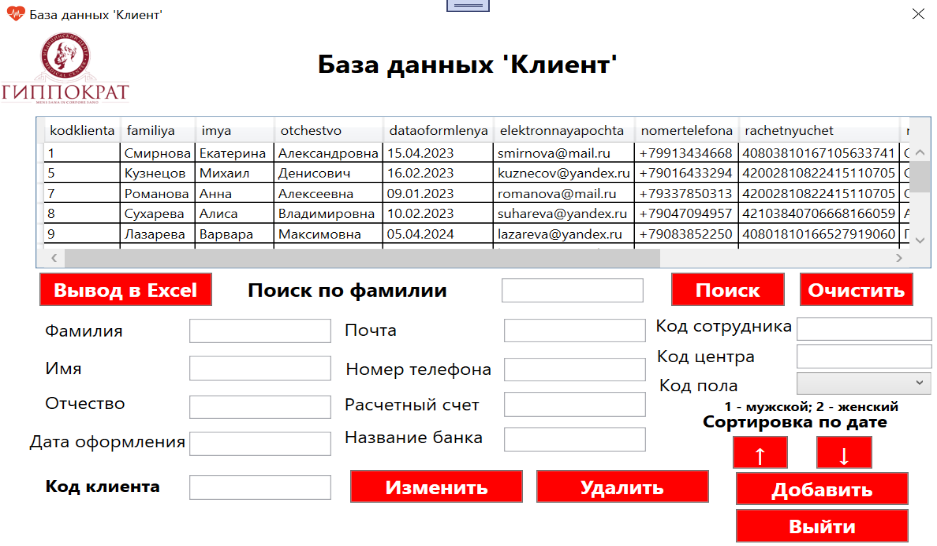 База данных 'Клиент'
ГИППОКРАТ
База данных 'Клиент'
kodklienta familiya imya otchestvo dataoformlenya elektronnayapochta nomertelefona rachetnyuchet
1 Смирнова Екатерина Александровна 15.04.2023 smirnova@mail.ru +79913434668 40803810167105633741
5 Кузнецов Михаил Денисович 16.02.2023 kuznecov@yandex.ru +79016433294 42002810822415110705
7 Романова Анна Алексеевна 09.01.2023 romanova@mail.ru +79337850313 42002810822415110705
8 Сухарева Алиса Владимировна 10.02.2023 suhareva@yandex.ru +79047094957 42103840706668166059
9 Лазарева Варвара Максимовна 05.04.2024 lazareva@yandex.ru +79083852250 40801810166527919060
Вывод в Excel Поиск по фамилии Поиск Очистить
Фамилия Почта Код сотрудника
Имя Номер телефона Код центра
Отчество Расчетный счет Код пола
1 - мужской; 2 - женский
Сортировка по дате
Дата оформления Название банка
↑ ↓
Код клиента Изменить Удалить Добавить
Выйти